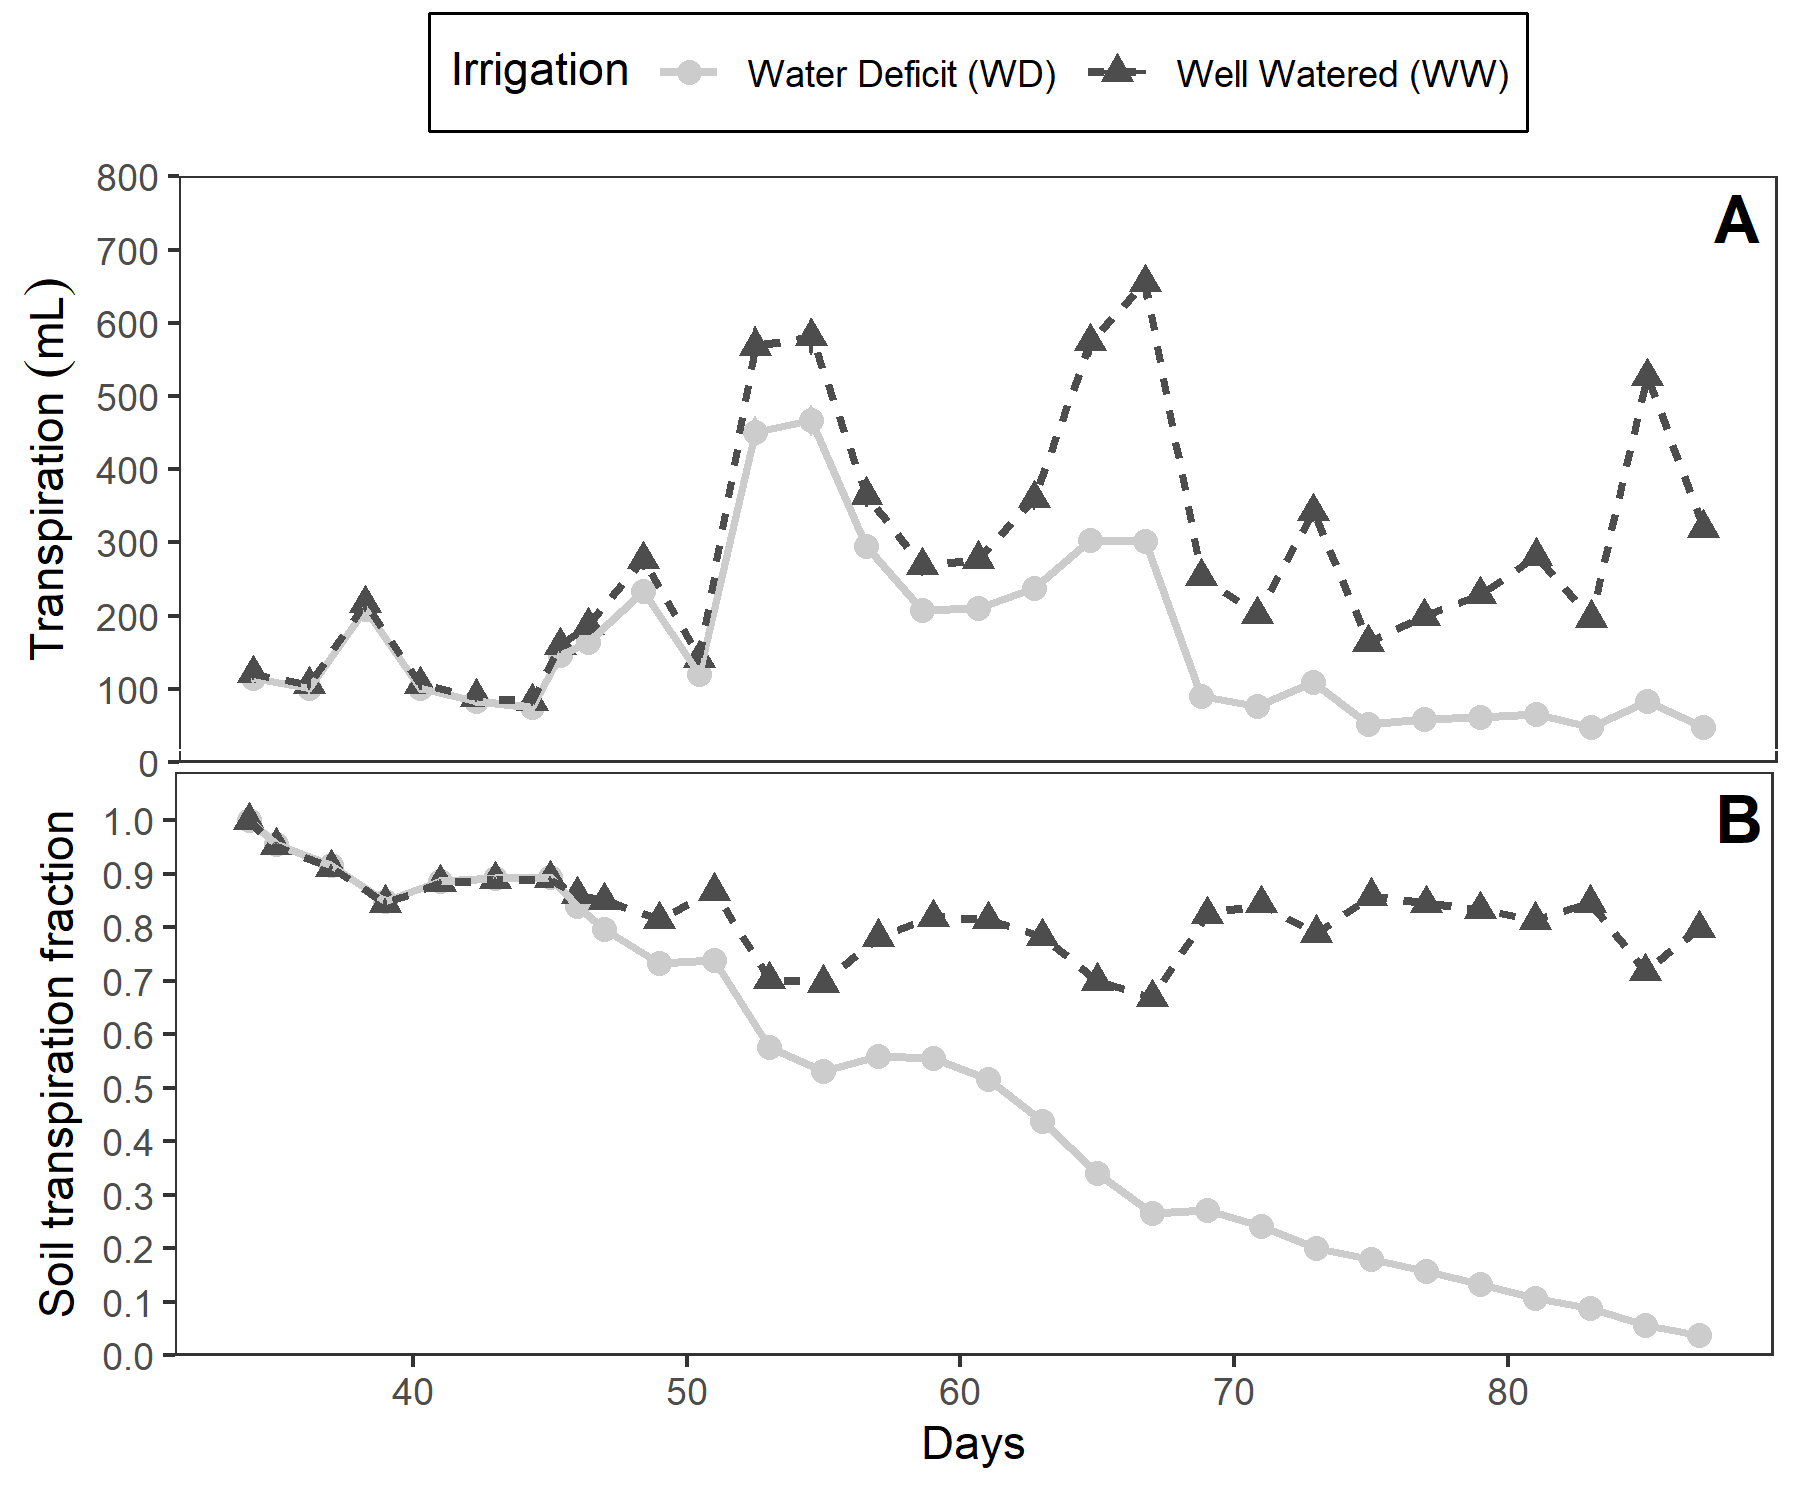 Irrigation Water Deficit (WD) Well Watered (WW)
A
Transpiration (mL)
800
700
600
500
400
300
200
100
0
B
Soil transpiration fraction
1.0
0.9
0.8
0.7
0.6
0.5
0.4
0.3
0.2
0.1
0.0
40 50 60 70 80
Days